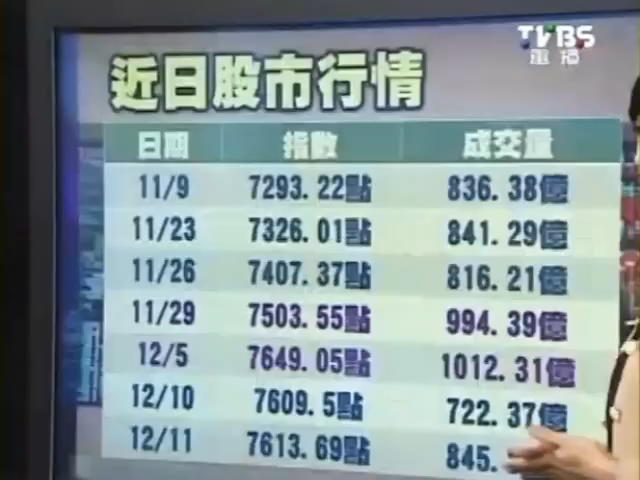 TVBS
重播
近日股市行情
日期 指數 成交量
11/9 7293.22點 836.38億
11/23 7326.01點 841.29億
11/26 7407.37點 816.21億
11/29 7503.55點 994.39億
12/5 7649.05點 1012.31億
12/10 7609.5點 722.37億
12/11 7613.69點 845.